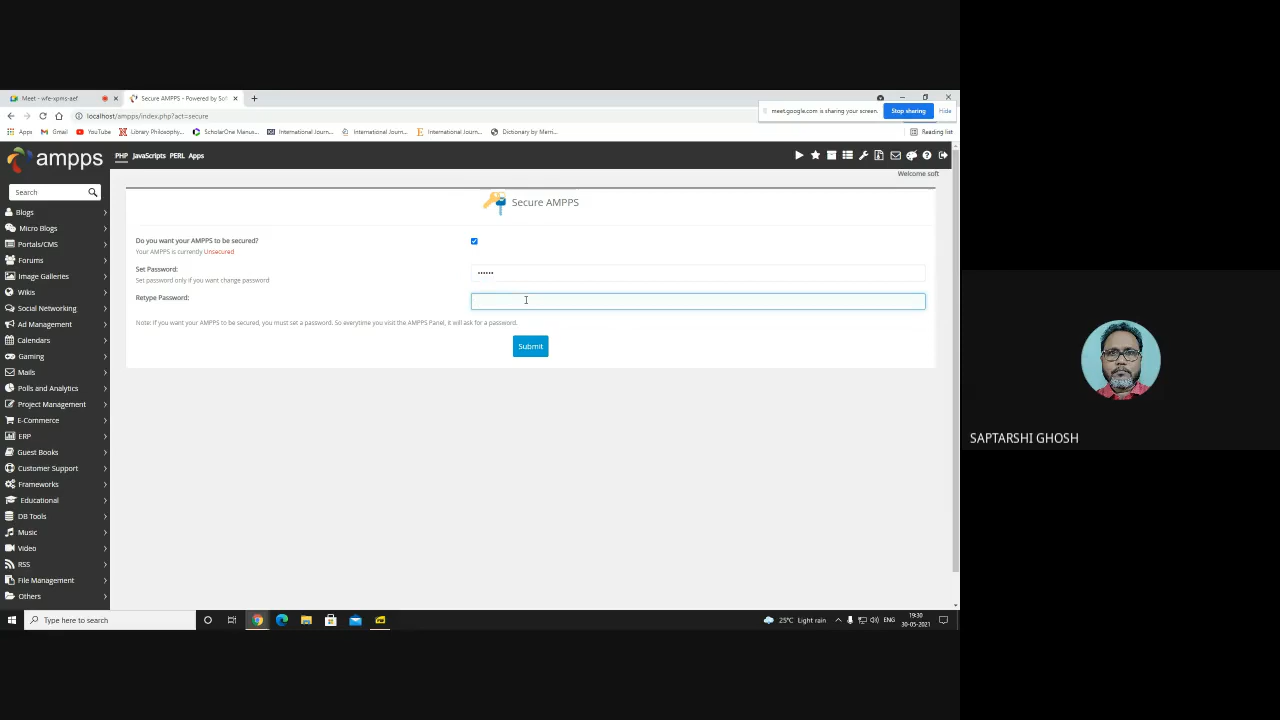 Meet - wfe-xpms-aef
Secure AMPPS - Powered by Sof
localhost/ampps/index.php?act=secure
meet.google.com is sharing your screen.
Stop sharing
Hide
Apps
Gmail
YouTube
Library Philosophy...
ScholarOne Manus...
International Journ...
International Journ...
International Journ...
Dictionary by Merri...
Reading list
ampps
PHP
JavaScripts
PERL
Apps
Welcome soft
Search
Secure AMPPS
Do you want your AMPPS to be secured?
Your AMPPS is currently Unsecured
Set Password:
Set password only if you want change password
Retype Password:
Note: If you want your AMPPS to be secured, you must set a password. So everytime you visit the AMPPS Panel, it will ask for a password.
Submit
Blogs
Micro Blogs
Portals/CMS
Forums
Image Galleries
Wikis
Social Networking
Ad Management
Calendars
Gaming
Mails
Polls and Analytics
Project Management
E-Commerce
ERP
Guest Books
Customer Support
Frameworks
Educational
DB Tools
Music
Video
RSS
File Management
Others
SAPTARSHI GHOSH
Type here to search
25°C Light rain
ENG
19:30
30-05-2021